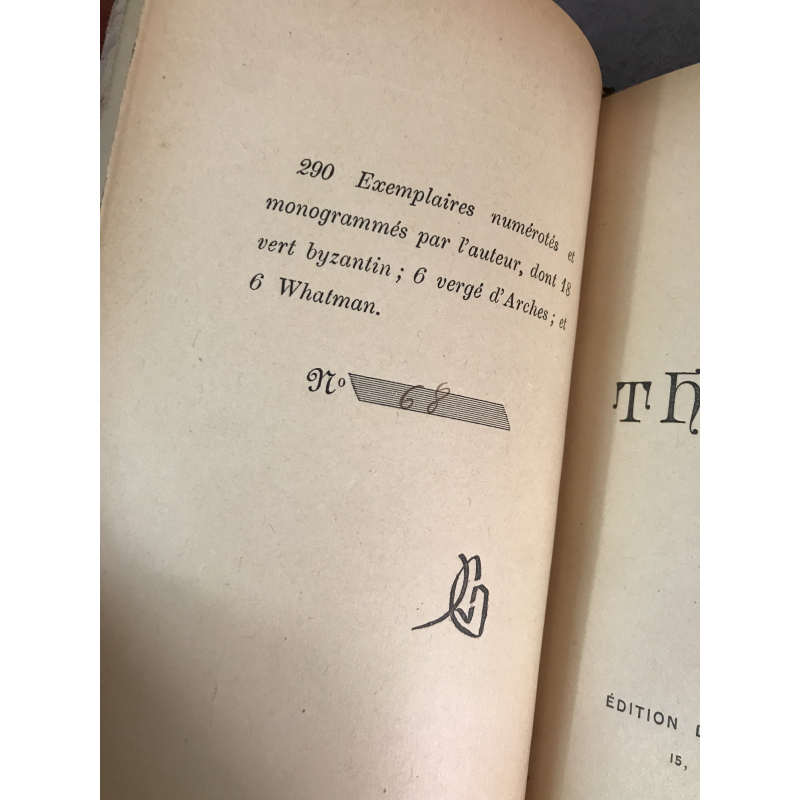 290 Exemplaires numérotés et
monogrammés par l'auteur, dont 18
vert byzantin ; 6 vergé d'Arches ; et
6 Whatman.
No 68
TH
ÉDITION D
15,